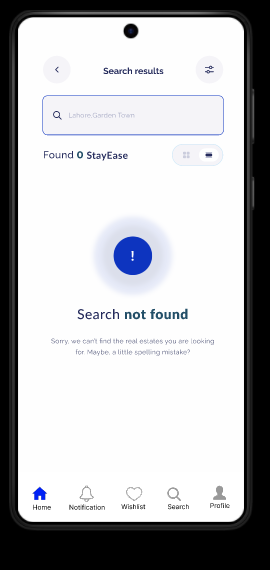 Search results
Lahore,Garden Town
Found 0 StayEase
!
Search not found
Sorry, we can't find the real estates you are looking
for. Maybe, a little spelling mistake?
Home Notification Wishlist Search Profile